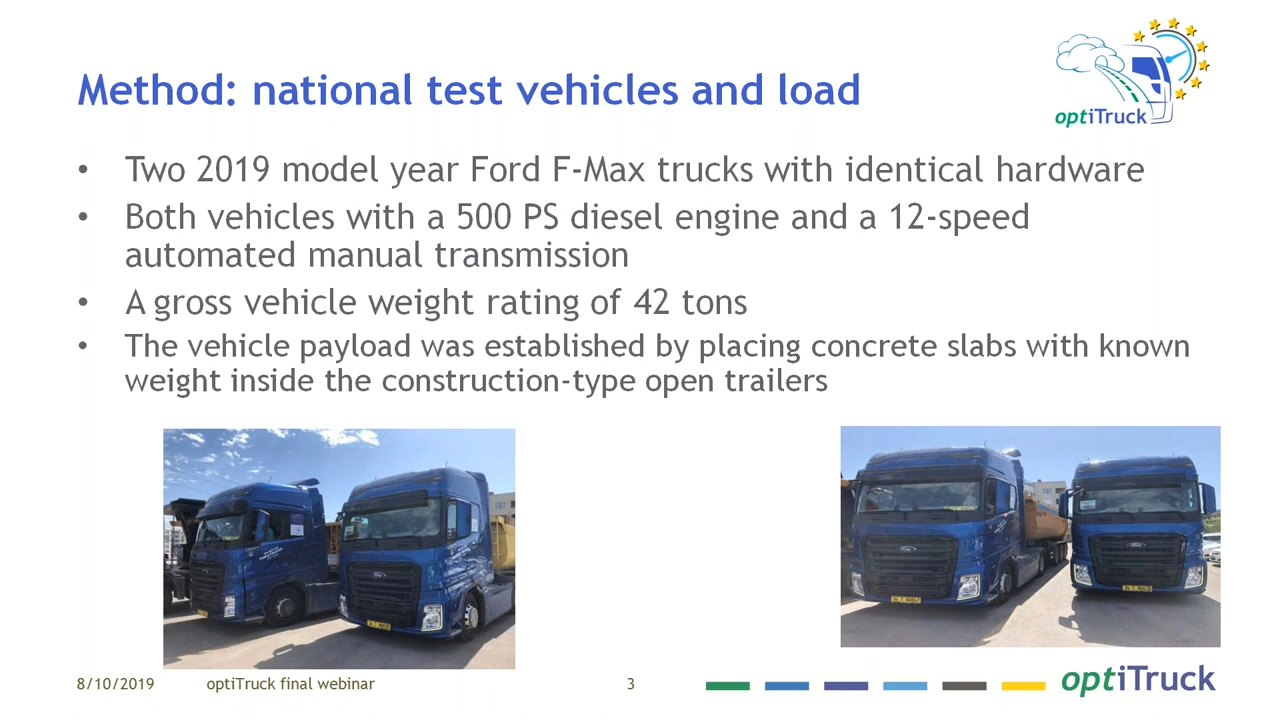 optiTruck
Method: national test vehicles and load
• Two 2019 model year Ford F-Max trucks with identical hardware
• Both vehicles with a 500 PS diesel engine and a 12-speed
automated manual transmission
• A gross vehicle weight rating of 42 tons
• The vehicle payload was established by placing concrete slabs with known
weight inside the construction-type open trailers
8/10/2019
optiTruck final webinar
3
optiTruck